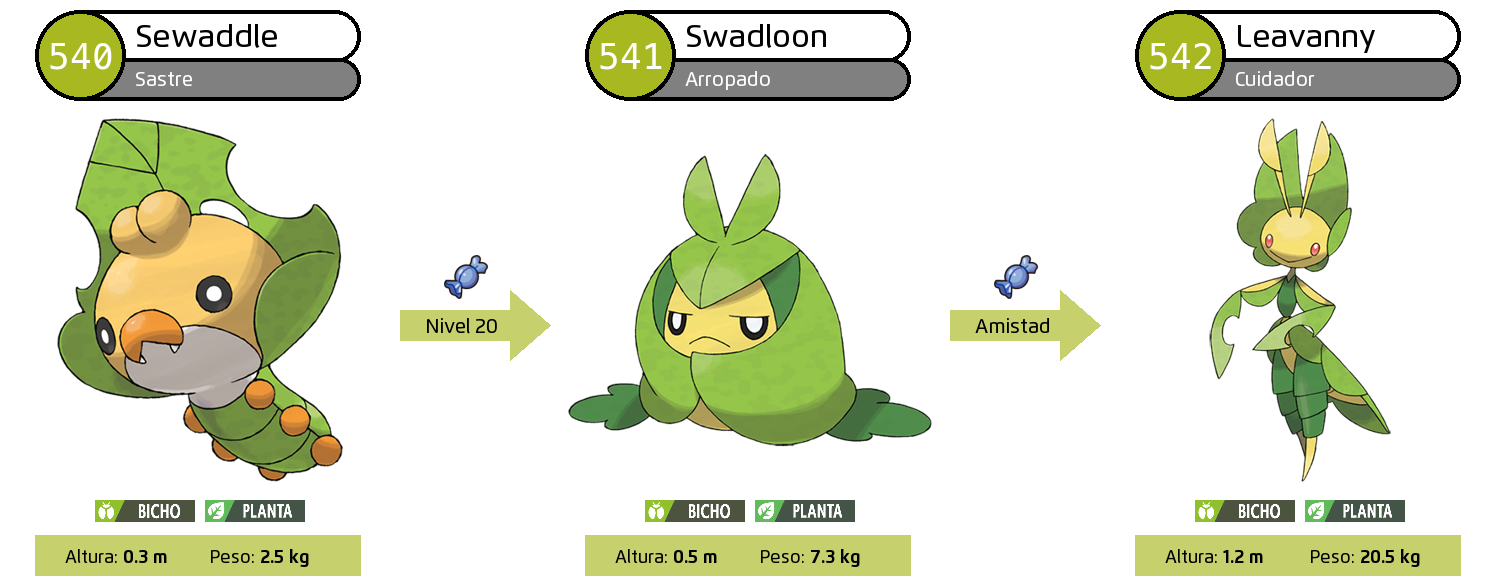 540 Sewaddle
Sastre
541 Swadloon
Arropado
542 Leavanny
Cuidador
Nivel 20
Amistad
BICHO PLANTA
BICHO PLANTA
BICHO PLANTA
Altura: 0.3 m Peso: 2.5 kg
Altura: 0.5 m Peso: 7.3 kg
Altura: 1.2 m Peso: 20.5 kg